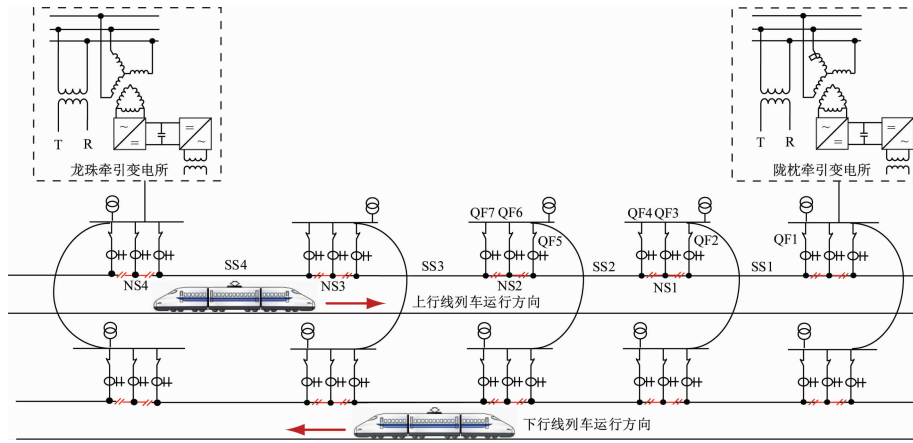 T R
龙珠牵引变电所
T R
陇枕牵引变电所
QF7 QF6
QF5
QF4 QF3
QF2
QF1
SS4
SS3
SS2
SS1
NS4
NS3
NS2
NS1
上行线列车运行方向
下行线列车运行方向